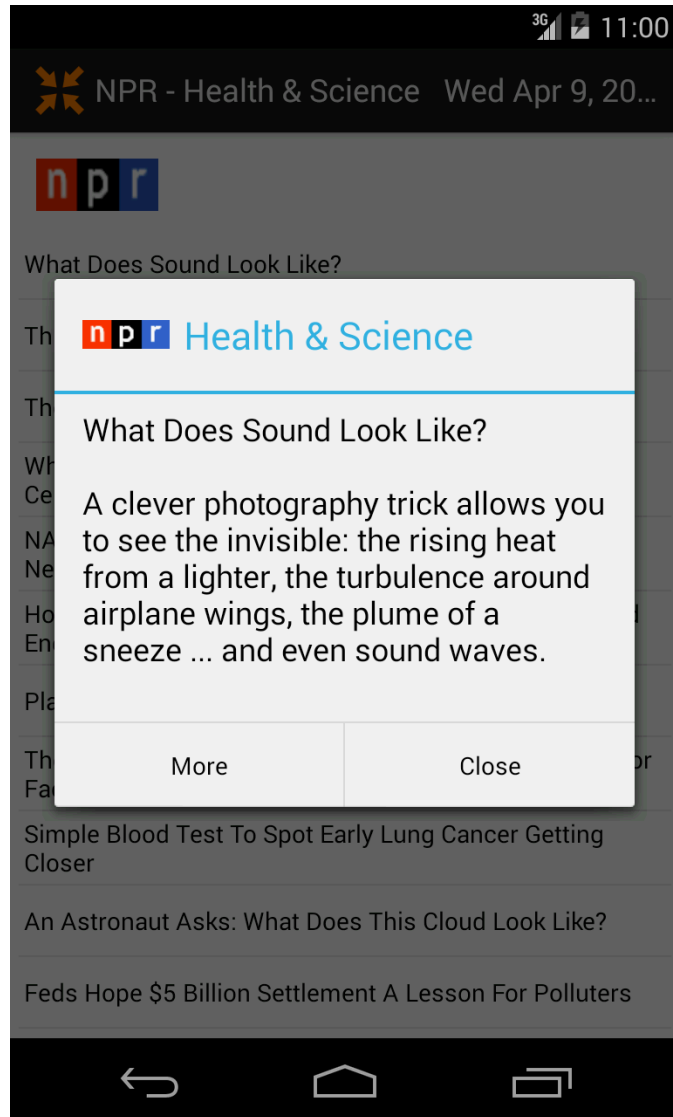 3G 11:00
NPR - Health & Science Wed Apr 9, 20...
npr
What Does Sound Look Like?
npr Health & Science
What Does Sound Look Like?
A clever photography trick allows you
to see the invisible: the rising heat
from a lighter, the turbulence around
airplane wings, the plume of a
sneeze ... and even sound waves.
More Close
Simple Blood Test To Spot Early Lung Cancer Getting
Closer
An Astronaut Asks: What Does This Cloud Look Like?
Feds Hope $5 Billion Settlement A Lesson For Polluters